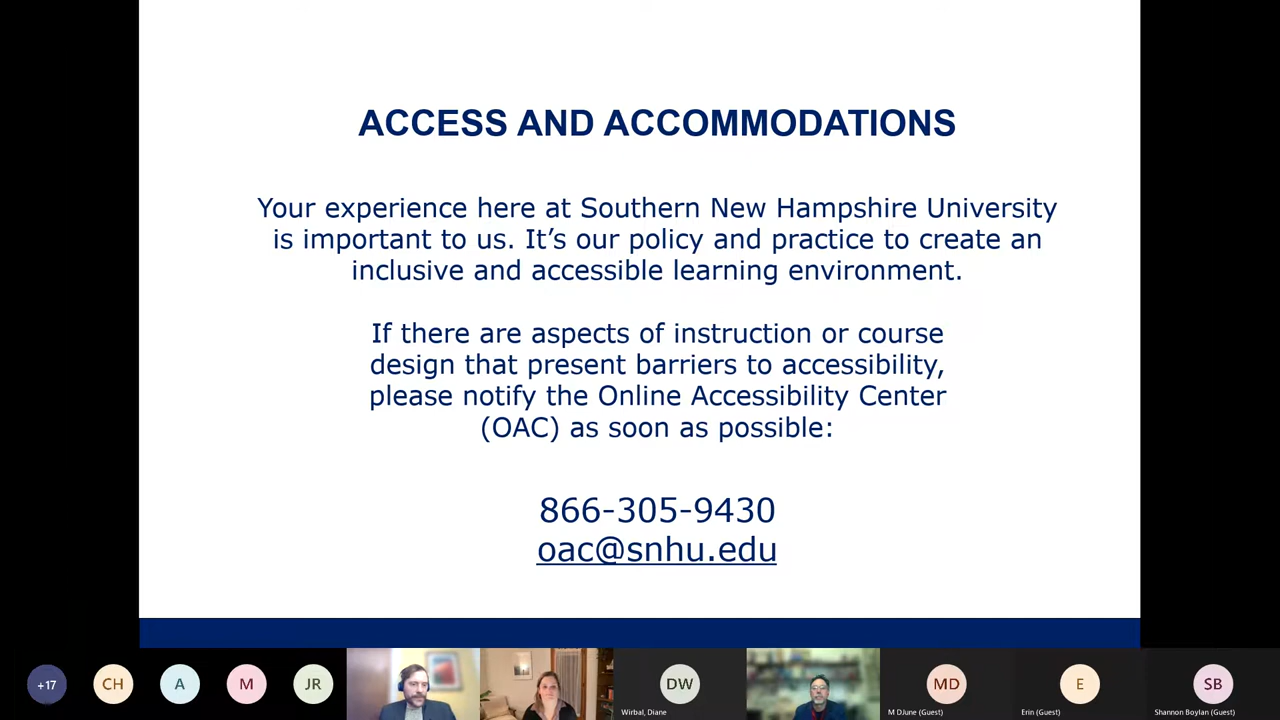 ACCESS AND ACCOMMODATIONS
Your experience here at Southern New Hampshire University
is important to us. It’s our policy and practice to create an
inclusive and accessible learning environment.
If there are aspects of instruction or course
design that present barriers to accessibility,
please notify the Online Accessibility Center
(OAC) as soon as possible:
866-305-9430
oac@snhu.edu
+17
CH
A
M
JR
DW
MD
E
SB
Wirbal, Diane
M DJune (Guest)
Erin (Guest)
Shannon Boylan (Guest)